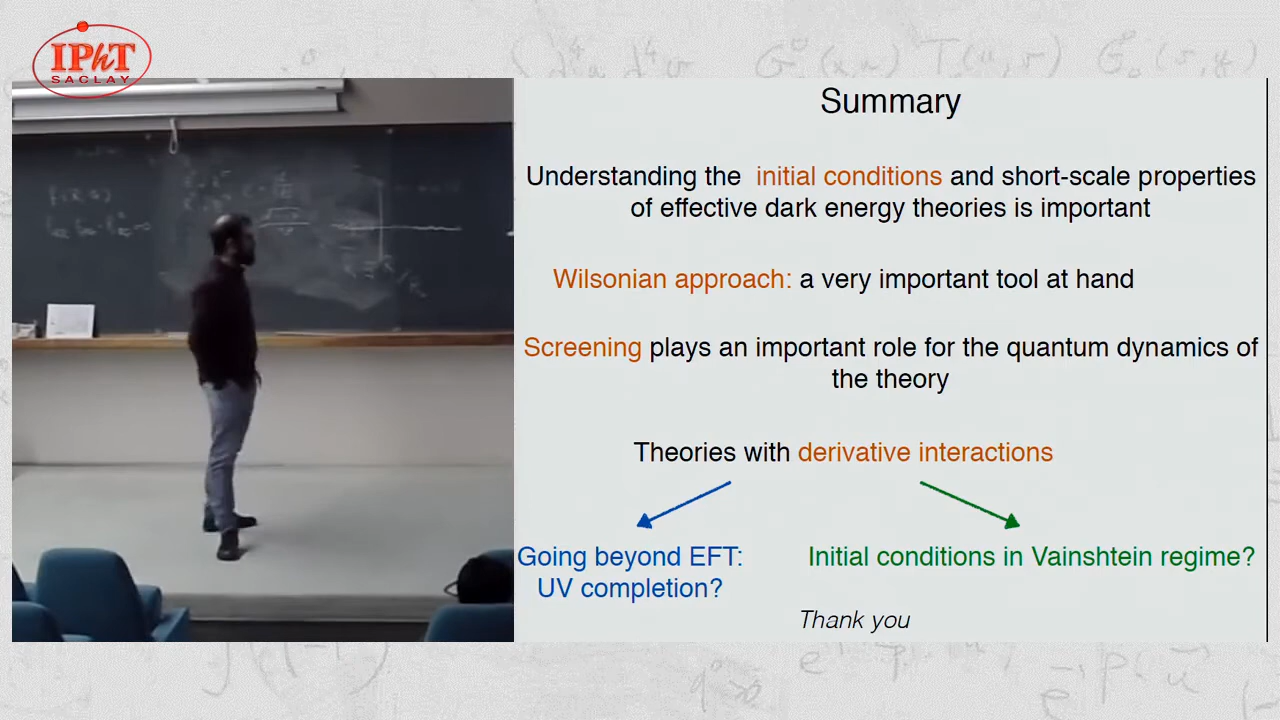 IPhT
SACLAY
Summary
Understanding the initial conditions and short-scale properties
of effective dark energy theories is important
Wilsonian approach: a very important tool at hand
Screening plays an important role for the quantum dynamics of
the theory
Theories with derivative interactions
Going beyond EFT:
UV completion?
Initial conditions in Vainshtein regime?
Thank you